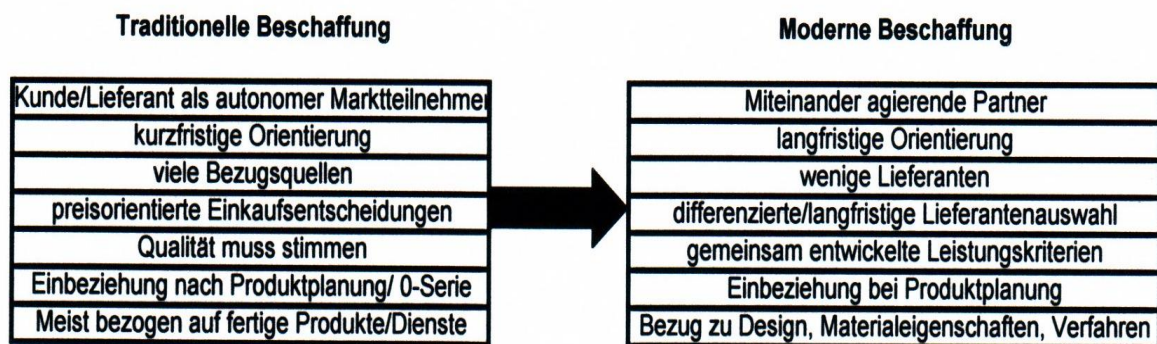 Traditionelle Beschaffung
Kunde/Lieferant als autonomer Marktteilnehmer
kurzfristige Orientierung
viele Bezugsquellen
preisorientierte Einkaufsentscheidungen
Qualität muss stimmen
Einbeziehung nach Produktplanung/ 0-Serie
Meist bezogen auf fertige Produkte/Dienste
Moderne Beschaffung
Miteinander agierende Partner
langfristige Orientierung
wenige Lieferanten
differenzierte/langfristige Lieferantenauswahl
gemeinsam entwickelte Leistungskriterien
Einbeziehung bei Produktplanung
Bezug zu Design, Materialeigenschaften, Verfahren